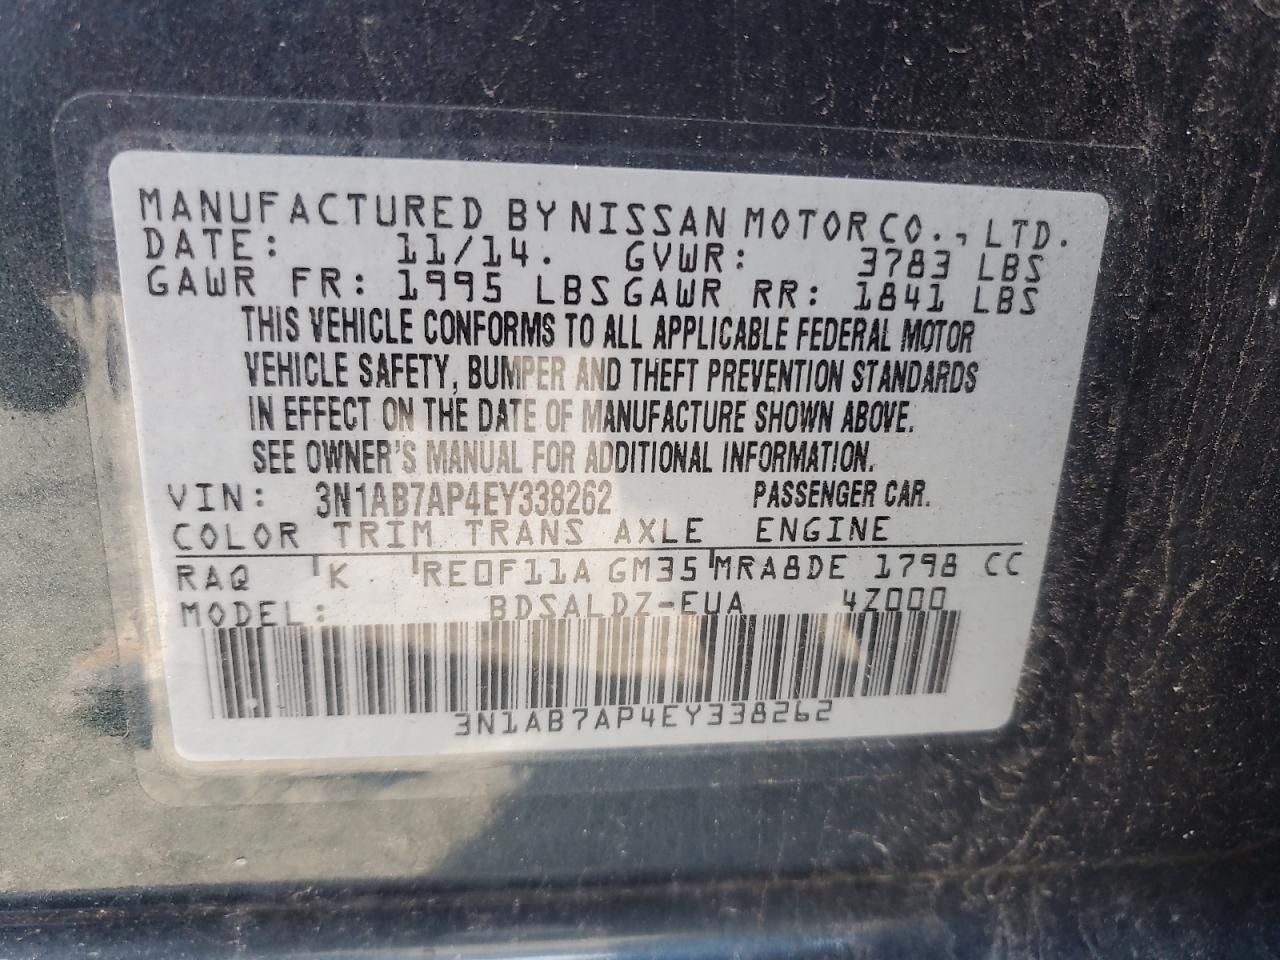 MANUFACTURED BY NISSAN MOTOR CO., LTD.
DATE: 11/14. GVWR: 3783 LBS
GAWR FR: 1995 LBS GAWR RR: 1841 LBS
THIS VEHICLE CONFORMS TO ALL APPLICABLE FEDERAL MOTOR
VEHICLE SAFETY, BUMPER AND THEFT PREVENTION STANDARDS
IN EFFECT ON THE DATE OF MANUFACTURE SHOWN ABOVE.
SEE OWNER'S MANUAL FOR ADDITIONAL INFORMATION.
VIN: 3N1AB7AP4EY338262 PASSENGER CAR.
COLOR TRIM TRANS AXLE ENGINE
RAQ K RE0F11A GM35 MRA8DE 1798 CC
MODEL: BDSALDZ-EUA 4Z000
3N1AB7AP4EY338262